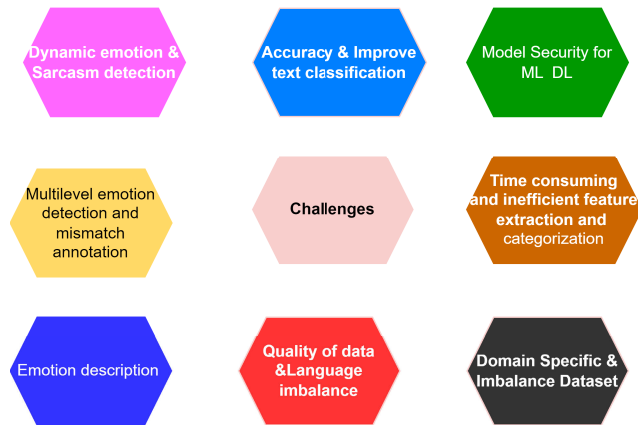 Dynamic emotion &
Sarcasm detection
Accuracy & Improve
text classification
Model Security for
ML DL
Multilevel emotion
detection and
mismatch
annotation
Challenges
Time consuming
and inefficient feature
extraction and
categorization
Emotion description
Quality of data
&Language
imbalance
Domain Specific &
Imbalance Dataset